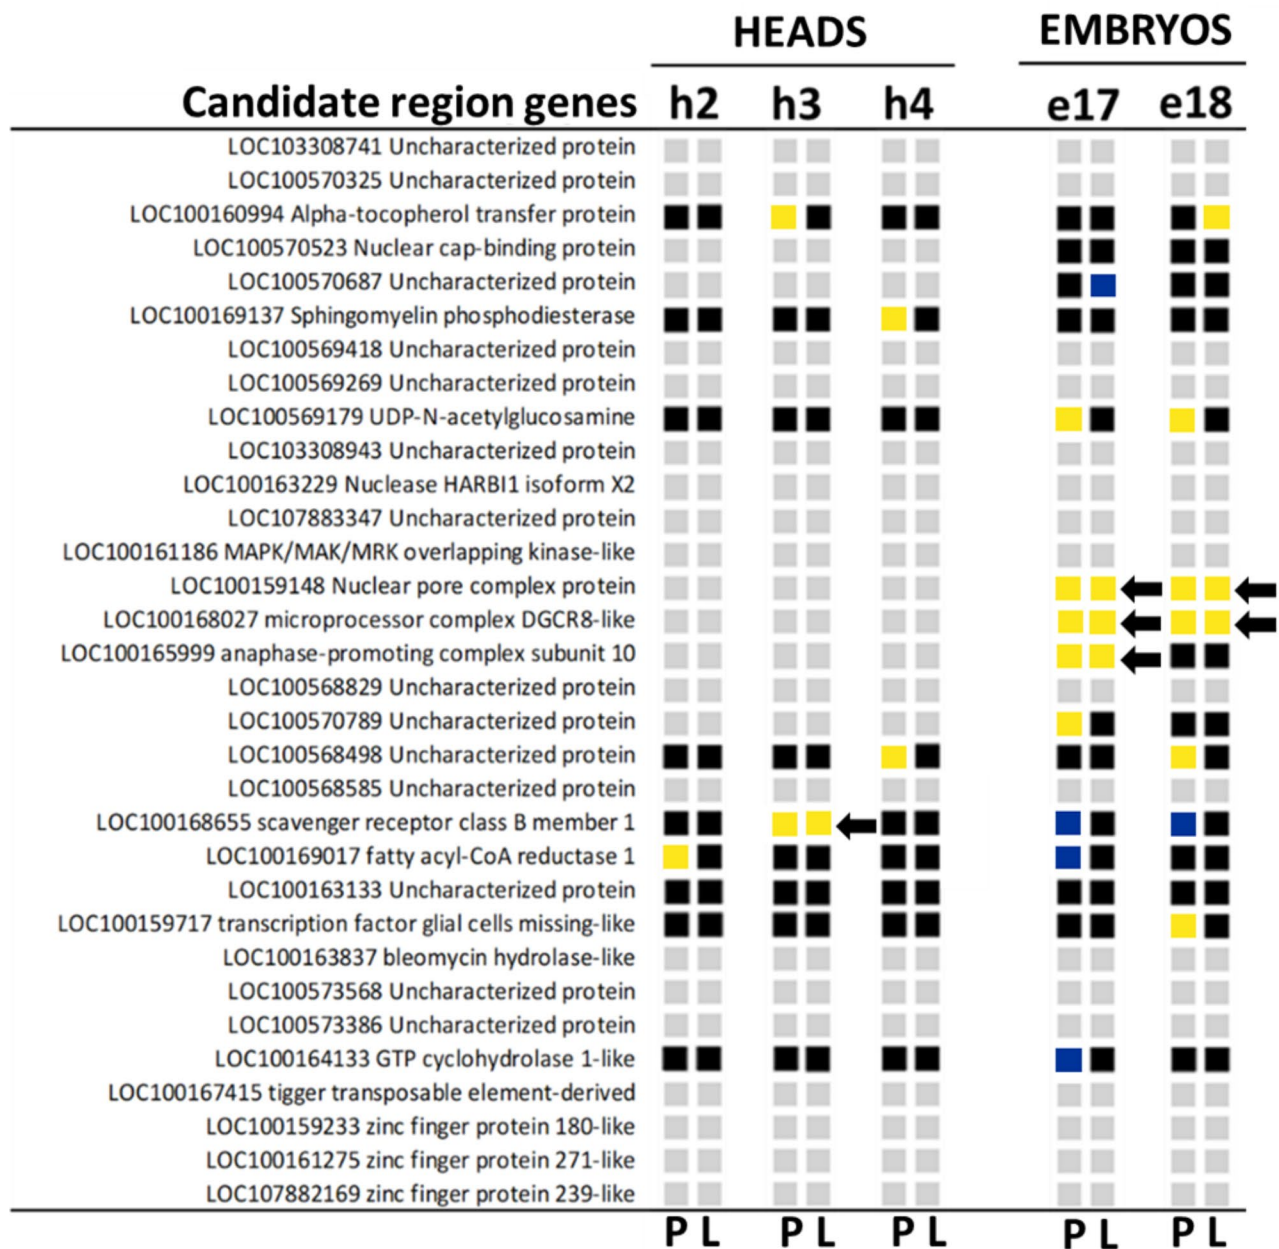 HEADS EMBRYOS
Candidate region genes h2 h3 h4 e17 e18
LOC103308741 Uncharacterized protein
LOC100570325 Uncharacterized protein
LOC100160994 Alpha-tocopherol transfer protein
LOC100570523 Nuclear cap-binding protein
LOC100570687 Uncharacterized protein
LOC100169137 Sphingomyelin phosphodiesterase
LOC100569418 Uncharacterized protein
LOC100569269 Uncharacterized protein
LOC100569179 UDP-N-acetylglucosamine
LOC103308943 Uncharacterized protein
LOC100163229 Nuclease HARBI1 isoform X2
LOC107883347 Uncharacterized protein
LOC100161186 MAPK/MAK/MRK overlapping kinase-like
LOC100159148 Nuclear pore complex protein
LOC100168027 microprocessor complex DGCR8-like
LOC100165999 anaphase-promoting complex subunit 10
LOC100568829 Uncharacterized protein
LOC100570789 Uncharacterized protein
LOC100568498 Uncharacterized protein
LOC100568585 Uncharacterized protein
LOC100168655 scavenger receptor class B member 1
LOC100169017 fatty acyl-CoA reductase 1
LOC100163133 Uncharacterized protein
LOC100159717 transcription factor glial cells missing-like
LOC100163837 bleomycin hydrolase-like
LOC100573568 Uncharacterized protein
LOC100573386 Uncharacterized protein
LOC100164133 GTP cyclohydrolase 1-like
LOC100167415 tigger transposable element-derived
LOC100159233 zinc finger protein 180-like
LOC100161275 zinc finger protein 271-like
LOC107882169 zinc finger protein 239-like
P L P L P L P L P L